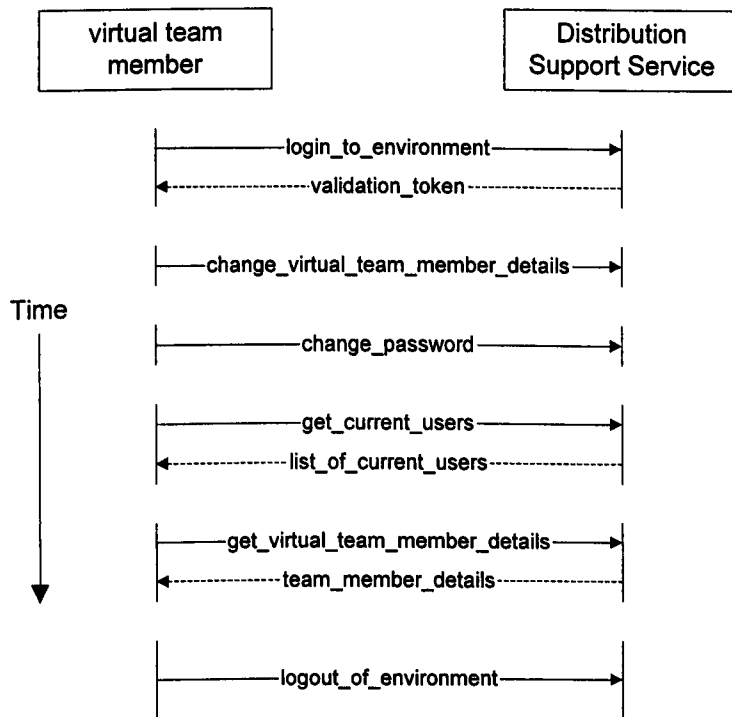 virtual team
member
Distribution
Support Service
login_to_environment
validation_token
change_virtual_team_member_details
Time
change_password
get_current_users
list_of_current_users
get_virtual_team_member_details
team_member_details
logout_of_environment